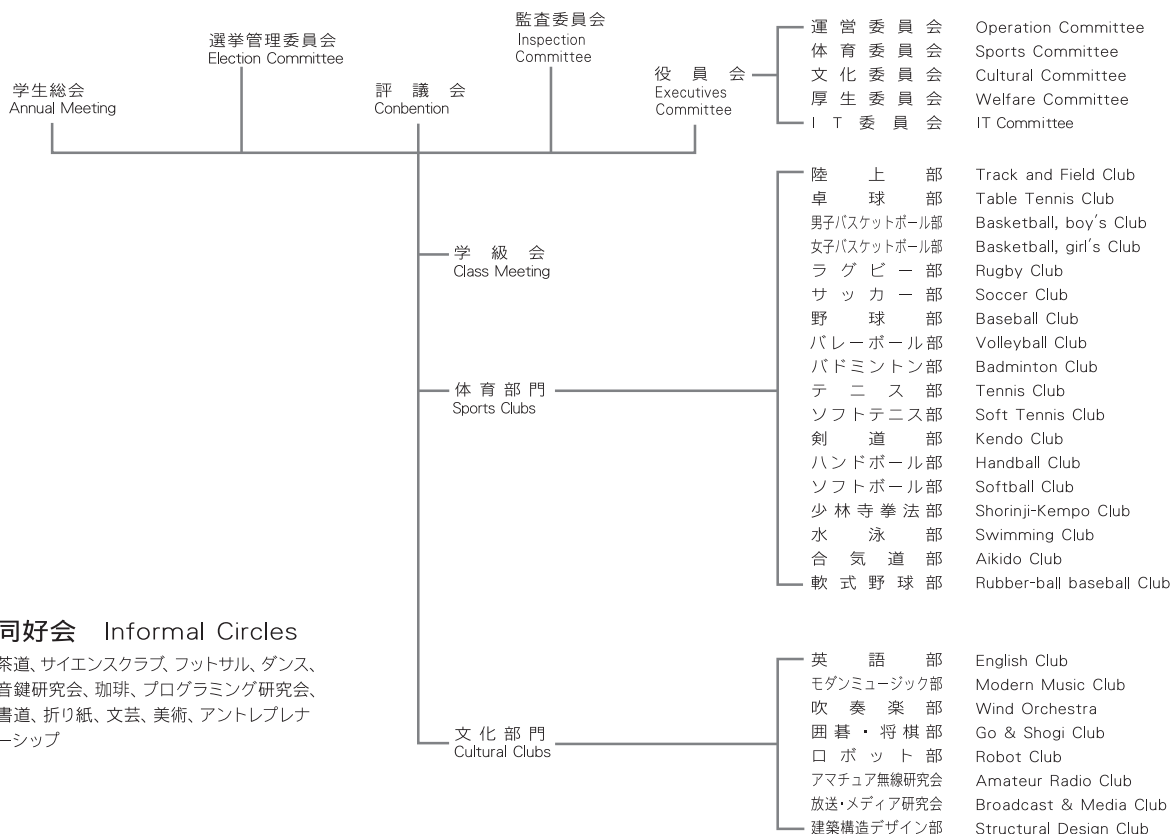 選挙管理委員会
Election Committee
監査委員会
Inspection
Committee
学生総会
Annual Meeting
評議会
Conbention
役員会
Executives
Committee
運営委員会 Operation Committee
体育委員会 Sports Committee
文化委員会 Cultural Committee
厚生委員会 Welfare Committee
IT委員会 IT Committee
学級会
Class Meeting
体育部門
Sports Clubs
陸上部 Track and Field Club
卓球部 Table Tennis Club
男子バスケットボール部 Basketball, boy's Club
女子バスケットボール部 Basketball, girl's Club
ラグビー部 Rugby Club
サッカー部 Soccer Club
野球部 Baseball Club
バレーボール部 Volleyball Club
バドミントン部 Badminton Club
テニス部 Tennis Club
ソフトテニス部 Soft Tennis Club
剣道部 Kendo Club
ハンドボール部 Handball Club
ソフトボール部 Softball Club
少林寺拳法部 Shorinji-Kempo Club
水泳部 Swimming Club
合気道部 Aikido Club
軟式野球部 Rubber-ball baseball Club
同好会 Informal Circles
茶道、サイエンスクラブ、フットサル、ダンス、
音鍵研究会、珈琲、プログラミング研究会、
書道、折り紙、文芸、美術、アントレプレナ
ーシップ
文化部門
Cultural Clubs
英語部 English Club
モダンミュージック部 Modern Music Club
吹奏楽部 Wind Orchestra
囲碁・将棋部 Go & Shogi Club
ロボット部 Robot Club
アマチュア無線研究会 Amateur Radio Club
放送・メディア研究会 Broadcast & Media Club
建築構造デザイン部 Structural Design Club